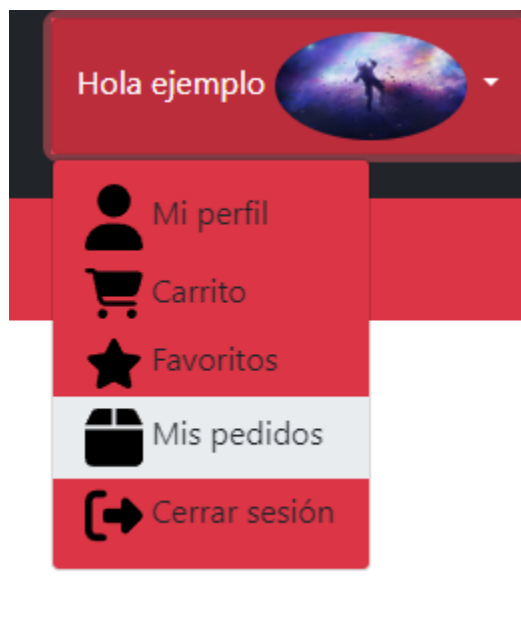 Hola ejemplo
Mi perfil
Carrito
Favoritos
Mis pedidos
Cerrar sesión